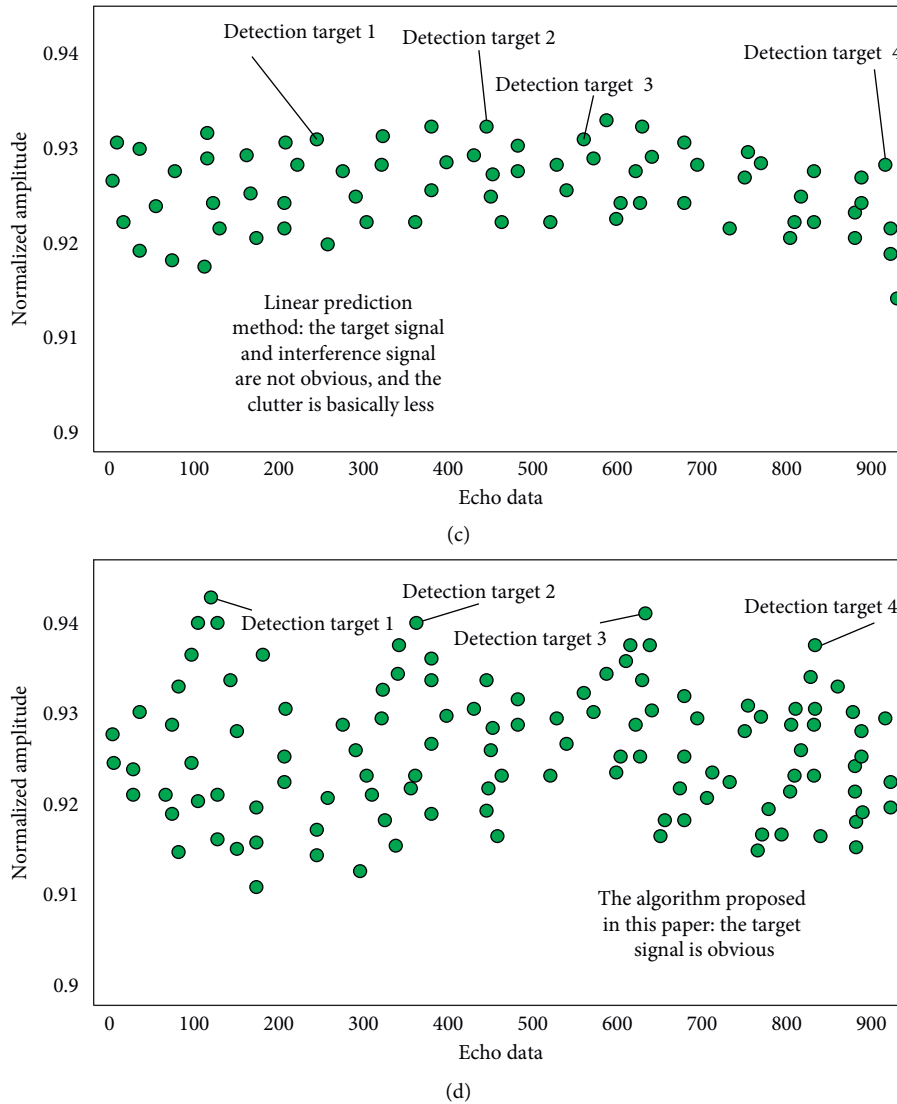 0.94
0.93
0.92
0.91
0.9
Normalized amplitude
Detection target 1
Detection target 2
Detection target 3
Detection target 4
Linear prediction
method: the target signal
and interference signal
are not obvious, and the
clutter is basically less
0 100 200 300 400 500 600 700 800 900
Echo data
(c)
0.94
0.93
0.92
0.91
0.9
Normalized amplitude
Detection target 1
Detection target 2
Detection target 3
Detection target 4
The algorithm proposed
in this paper: the target
signal is obvious
0 100 200 300 400 500 600 700 800 900
Echo data
(d)